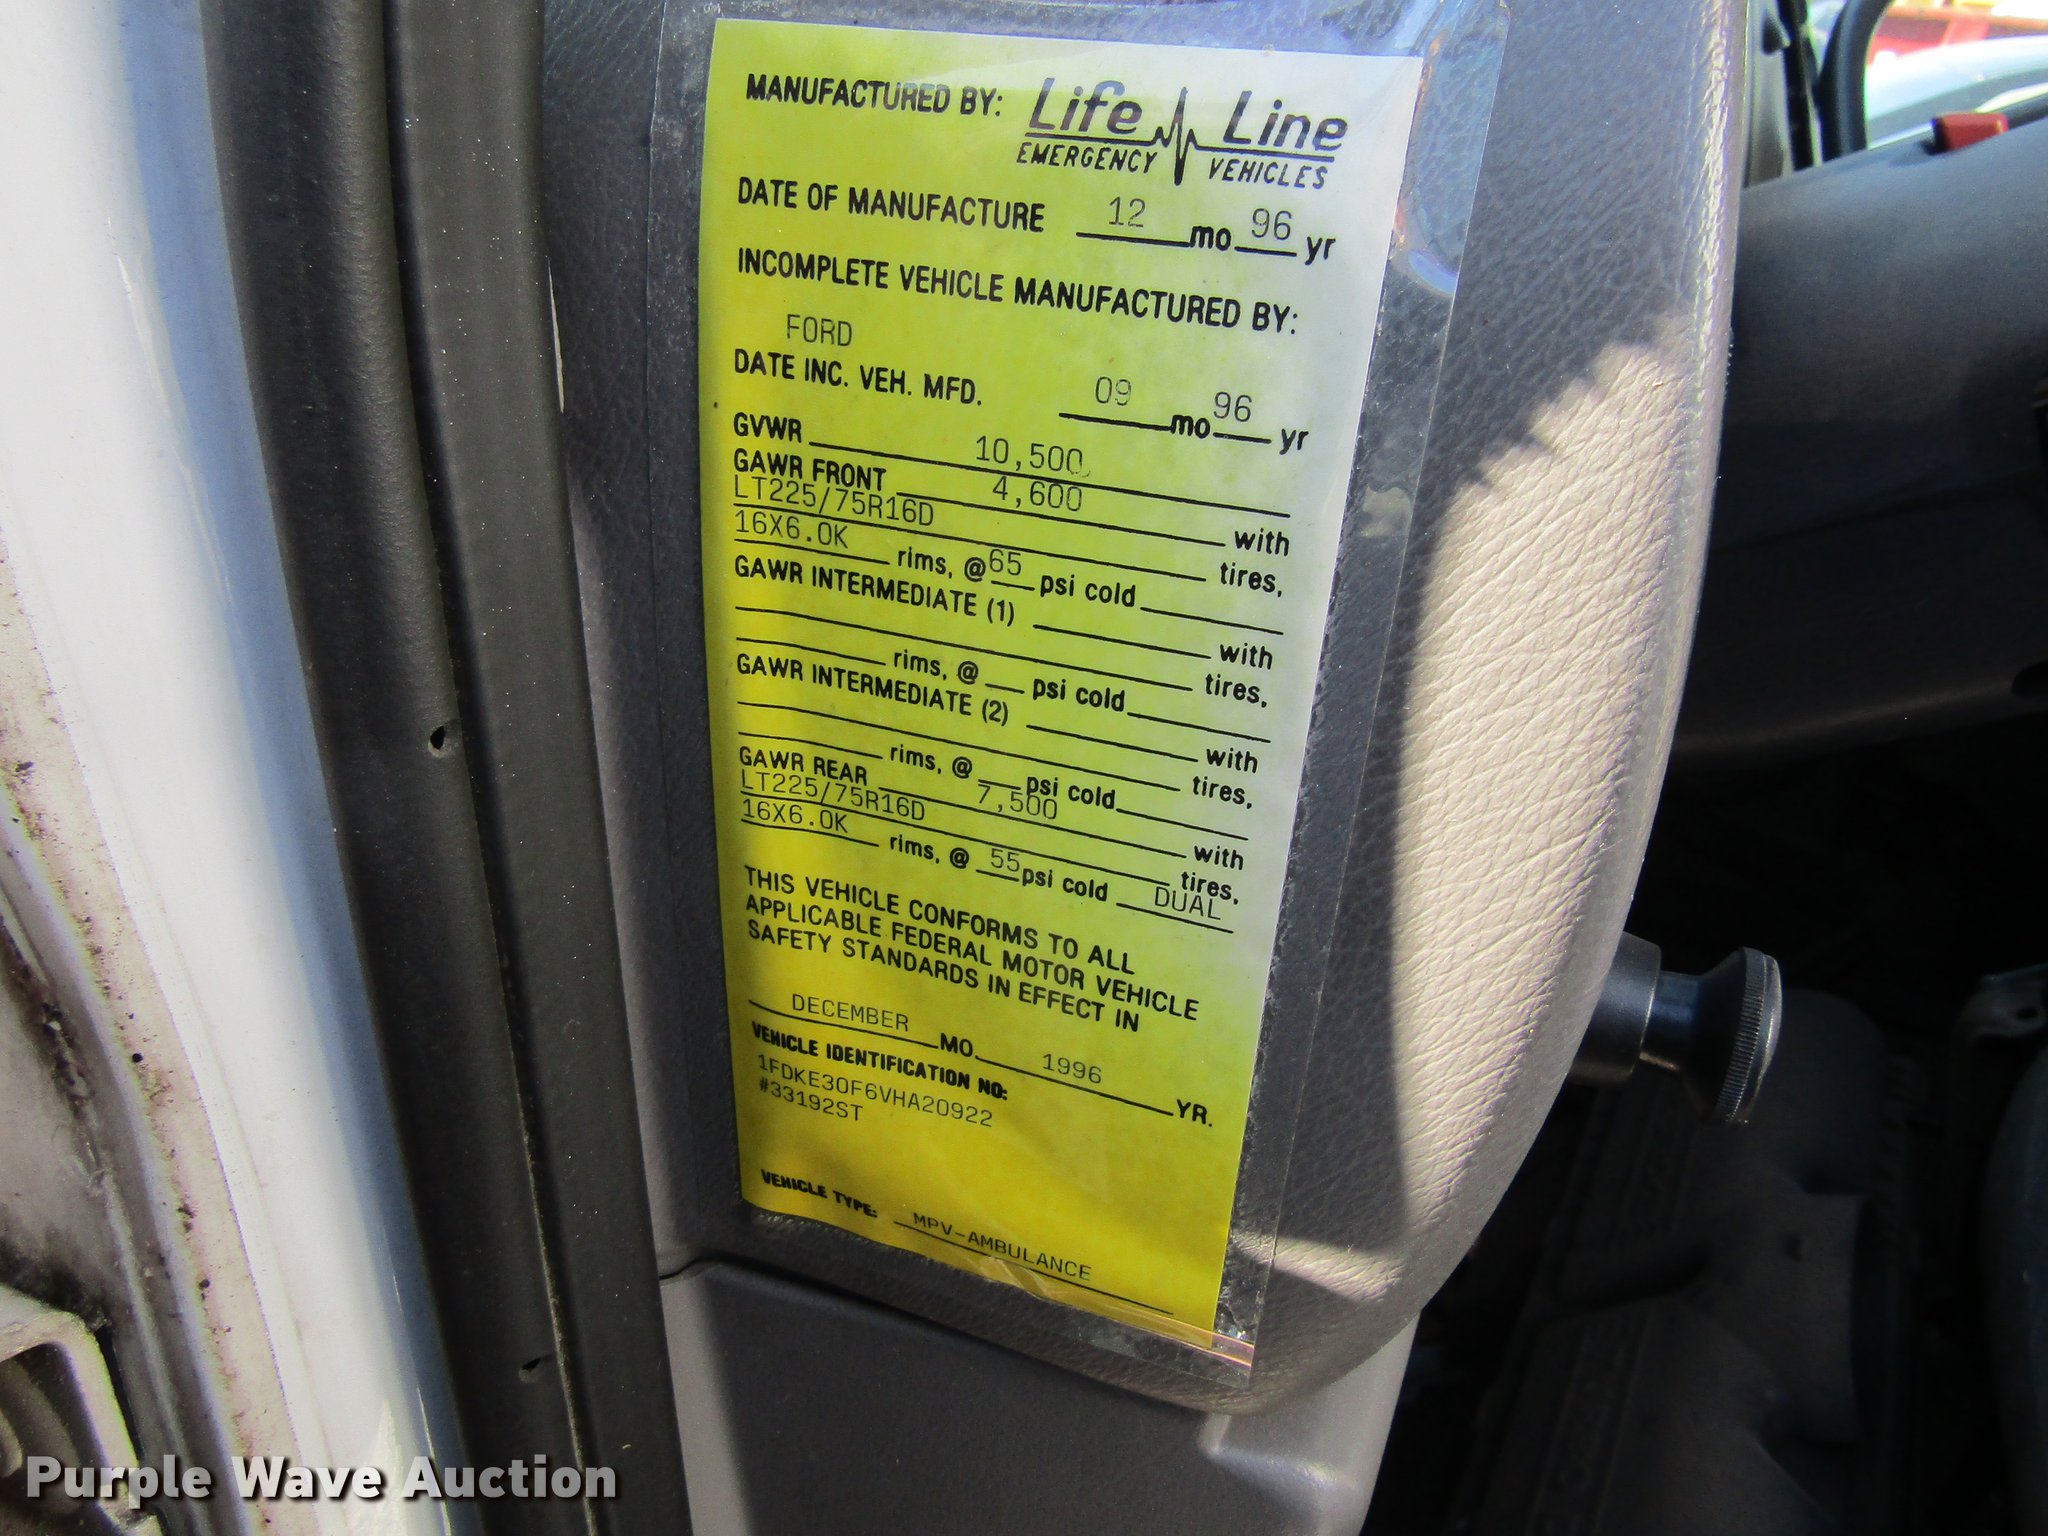 MANUFACTURED BY: Life Line
EMERGENCY VEHICLES
DATE OF MANUFACTURE 12 mo 96 yr
INCOMPLETE VEHICLE MANUFACTURED BY:
FORD
DATE INC. VEH. MFD. 09 mo 96 yr
GVWR 10,500
GAWR FRONT 4,600 with
LT225/75R16D tires,
16X6.0K rims, @ 65 psi cold
GAWR INTERMEDIATE (1) with
tires,
rims, @ psi cold
GAWR INTERMEDIATE (2) with
tires,
rims, @ psi cold
GAWR REAR 7,500 with
LT225/75R16D tires,
16X6.0K rims, @ 55 psi cold DUAL
THIS VEHICLE CONFORMS TO ALL
APPLICABLE FEDERAL MOTOR VEHICLE
SAFETY STANDARDS IN EFFECT IN
DECEMBER MO. 1996 YR.
VEHICLE IDENTIFICATION NO:
1FDKE30F6VHA20922
#33192ST
VEHICLE TYPE: MPV-AMBULANCE
Purple Wave Auction